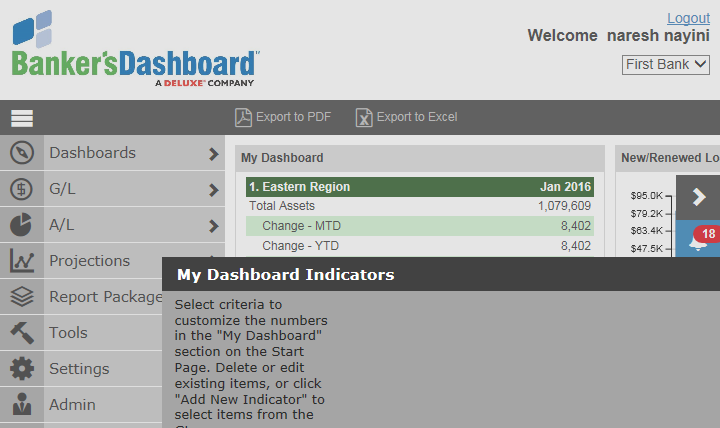 Logout
Welcome naresh nayini
Banker'sDashboard™
A DELUXE® COMPANY
First Bank
Export to PDF
Export to Excel
Dashboards
G/L
A/L
Projections
Report Package
Tools
Settings
Admin
My Dashboard
1. Eastern Region Jan 2016
Total Assets 1,079,609
Change - MTD 8,402
Change - YTD 8,402
New/Renewed Lo
$95.0K
$79.2K
$63.4K
$47.5K
18
My Dashboard Indicators
Select criteria to
customize the numbers
in the "My Dashboard"
section on the Start
Page. Delete or edit
existing items, or click
"Add New Indicator" to
select items from the